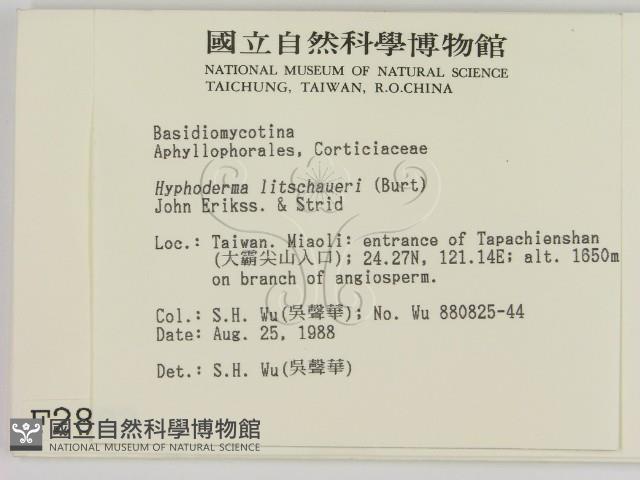 國立自然科學博物館
NATIONAL MUSEUM OF NATURAL SCIENCE
TAICHUNG, TAIWAN, R.O.CHINA
Basidiomycotina
Aphyllophorales, Corticiaceae
Hyphoderma litschaueri (Burt)
John Erikss. & Strid
Loc.: Taiwan. Miaoli: entrance of Tapachienshan
(大霸尖山入口); 24.27N, 121.14E; alt. 1650m
on branch of angiosperm.
Col.: S.H. Wu(吳聲華); No. Wu 880825-44
Date: Aug. 25, 1988
Det.: S.H. Wu(吳聲華)
F28
國立自然科學博物館
NATIONAL MUSEUM OF NATURAL SCIENCE